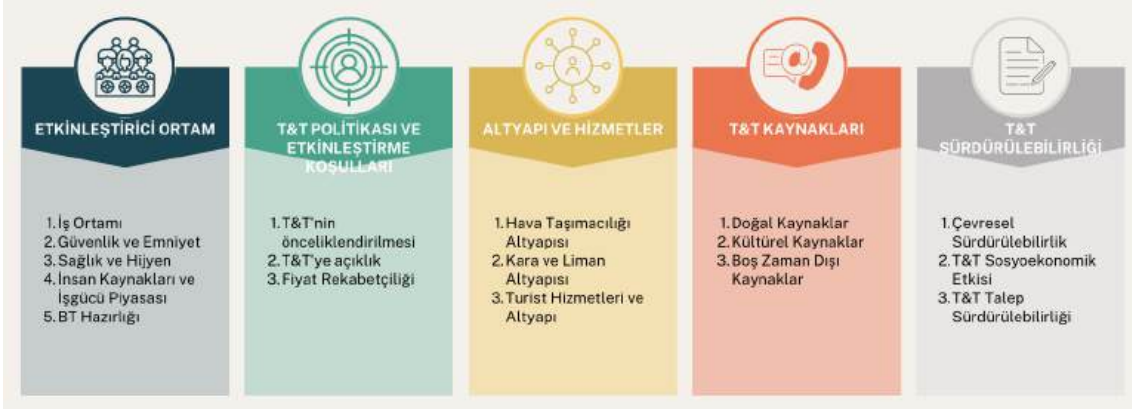 ETKİNLEŞTİRİCİ ORTAM
1. İş Ortamı
2. Güvenlik ve Emniyet
3. Sağlık ve Hijyen
4. İnsan Kaynakları ve
İşgücü Piyasası
5. BT Hazırlığı
T&T POLİTİKASI VE
ETKİNLEŞTİRME
KOŞULLARI
1. T&T'nin
önceliklendirilmesi
2. T&T'ye açıklık
3. Fiyat Rekabetçiliği
ALTYAPI VE HİZMETLER
1. Hava Taşımacılığı
Altyapısı
2. Kara ve Liman
Altyapısı
3. Turist Hizmetleri ve
Altyapı
T&T KAYNAKLARI
1. Doğal Kaynaklar
2. Kültürel Kaynaklar
3. Boş Zaman Dışı
Kaynaklar
T&T
SÜRDÜRÜLEBİLİRLİĞİ
1. Çevresel
Sürdürülebilirlik
2. T&T Sosyoekonomik
Etkisi
3. T&T Talep
Sürdürülebilirliği